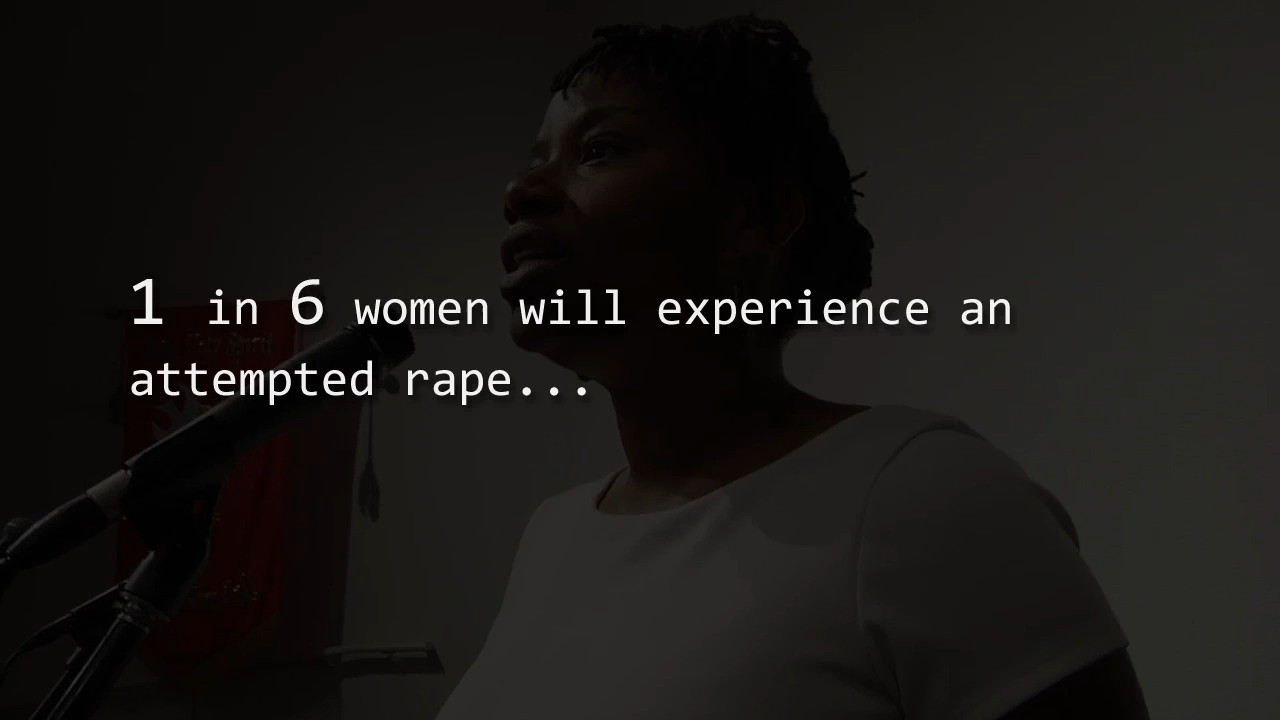 1 in 6 women will experience an
attempted rape...